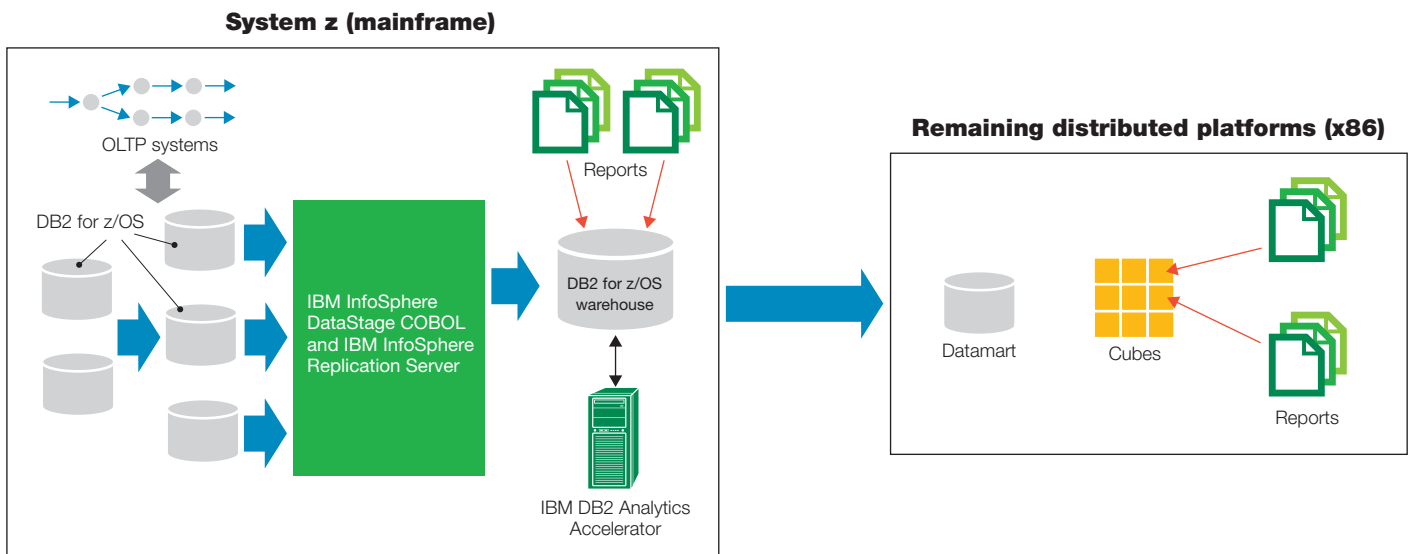 System z (mainframe)
OLTP systems
DB2 for z/OS
IBM InfoSphere
DataStage COBOL
and IBM InfoSphere
Replication Server
Reports
DB2 for z/OS
warehouse
IBM DB2 Analytics
Accelerator
Remaining distributed platforms (x86)
Datamart
Cubes
Reports